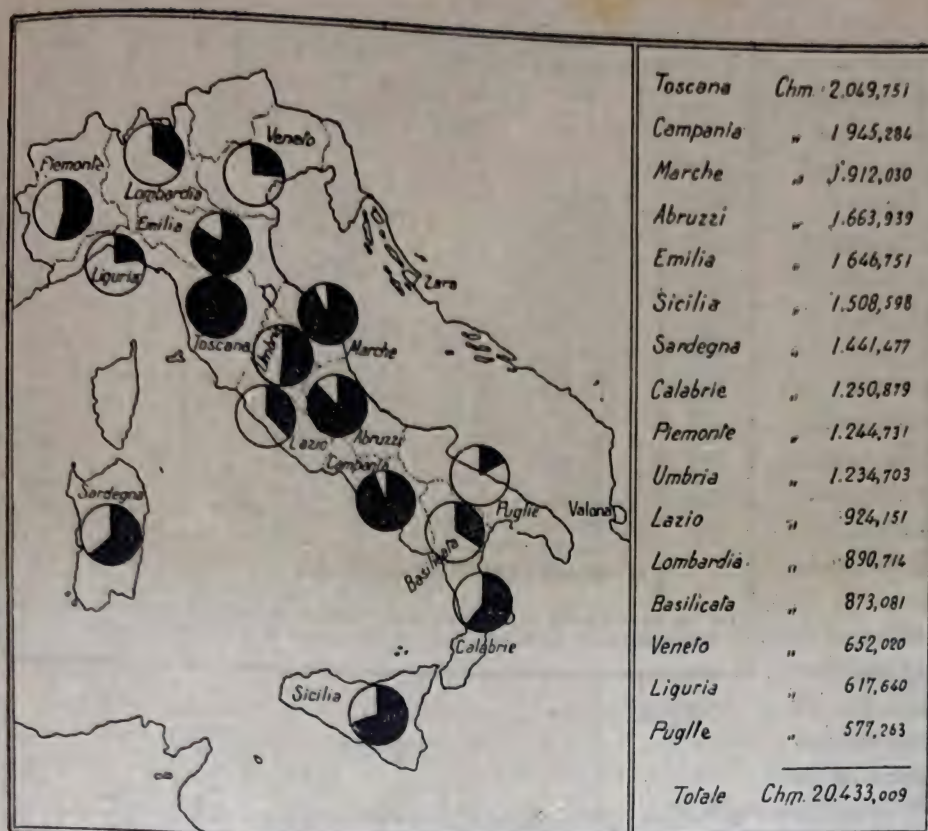 Piemonte
Lombardia
Veneto
Emilia
Liguria
Zara
Toscana
Umbria
Marche
Lazio
Abruzzi
Campania
Sardegna
Puglie
Valona
Basilicata
Calabrie
Sicilia
Toscana Chm. 2.049,751
Campania „ 1 945,284
Marche „ 1.912,030
Abruzzi „ 1.663,939
Emilia „ 1 646,751
Sicilia „ 1.508,598
Sardegna „ 1.441,477
Calabrie „ 1.250,879
Piemonte „ 1.244,731
Umbria „ 1.234,703
Lazio „ 924,151
Lombardia „ 890,714
Basilicata „ 873,081
Veneto „ 652,020
Liguria „ 617,640
Puglie „ 577,263
Totale Chm. 20.433,009